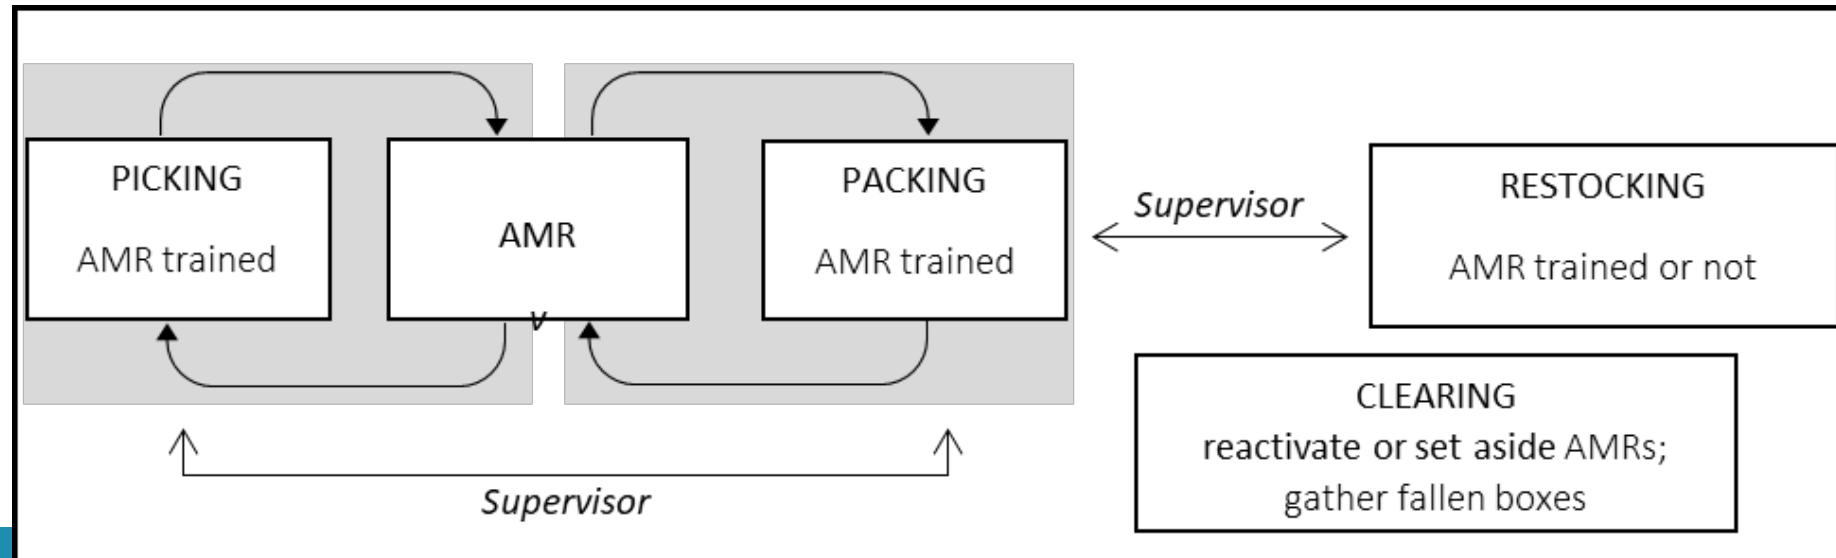 PICKING
AMR trained
AMR
v
PACKING
AMR trained
Supervisor
RESTOCKING
AMR trained or not
CLEARING
reactivate or set aside AMRs;
gather fallen boxes
Supervisor